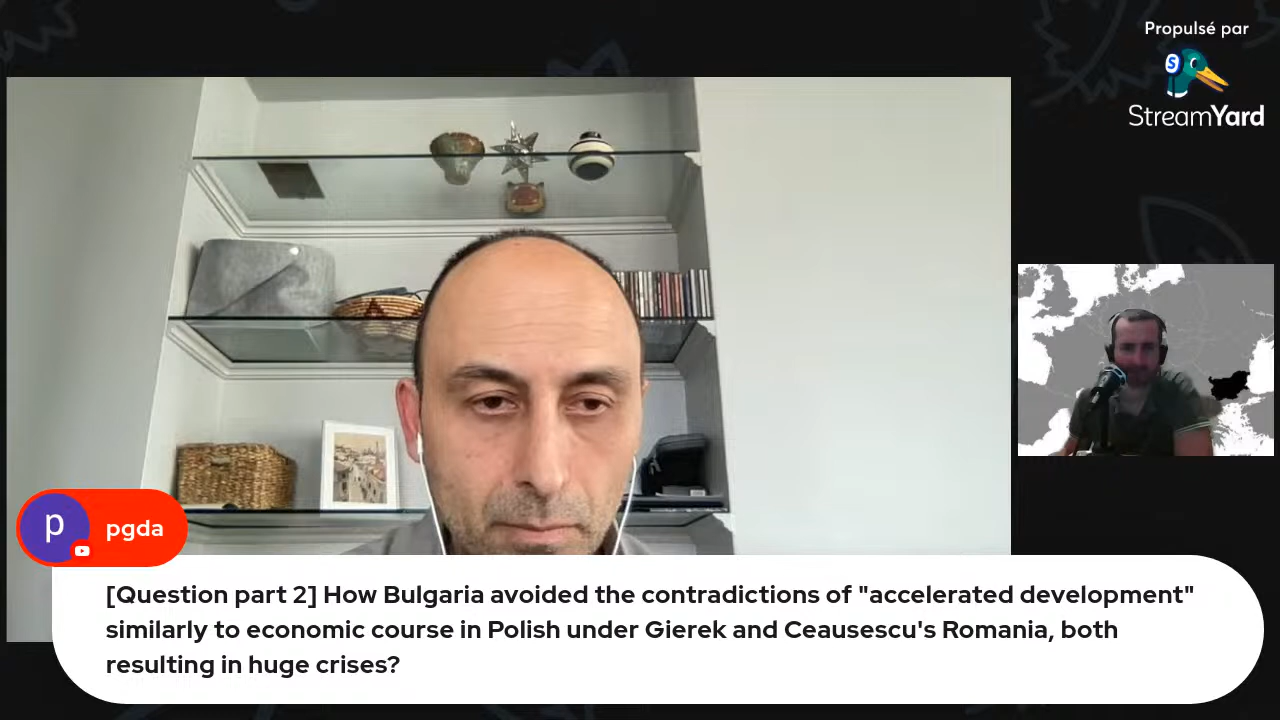 Propulsé par
StreamYard
p
pgda
[Question part 2] How Bulgaria avoided the contradictions of "accelerated development"
similarly to economic course in Polish under Gierek and Ceausescu's Romania, both
resulting in huge crises?